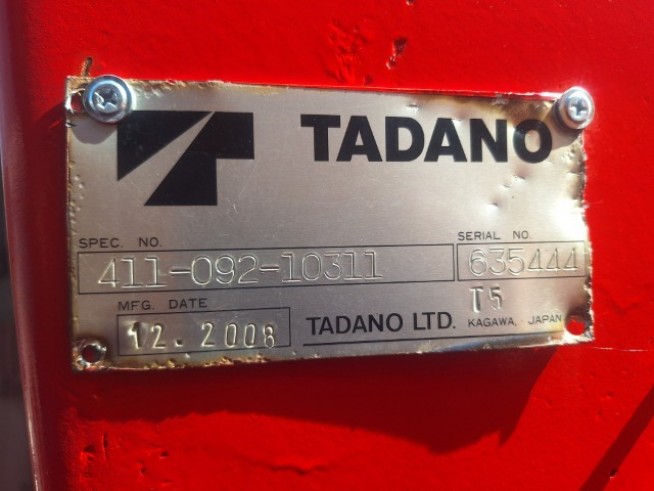 TADANO
SPEC. NO.
411-092-10311
SERIAL NO.
635444
MFG. DATE
12.2008
TADANO LTD.
T5
KAGAWA, JAPAN